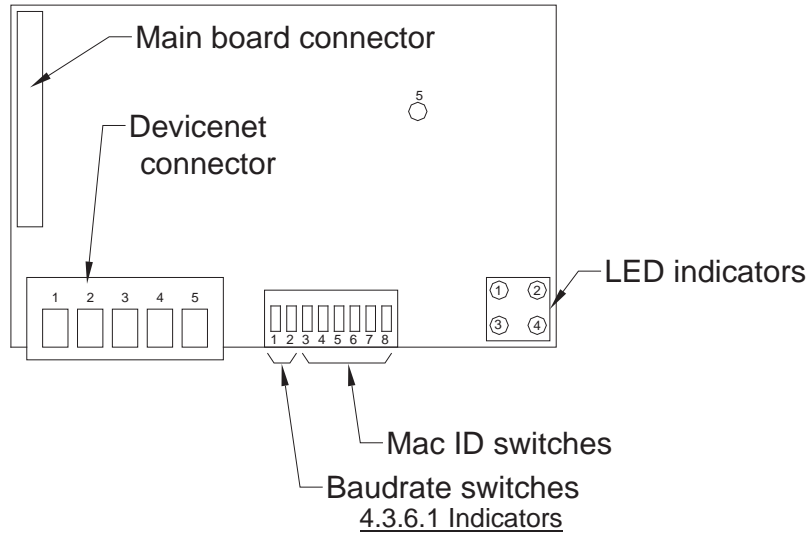 Main board connector
5
Devicenet
connector
LED indicators
1 2
3 4
1 2 3 4 5
1 2 3 4 5 6 7 8
Mac ID switches
Baudrate switches
4.3.6.1 Indicators